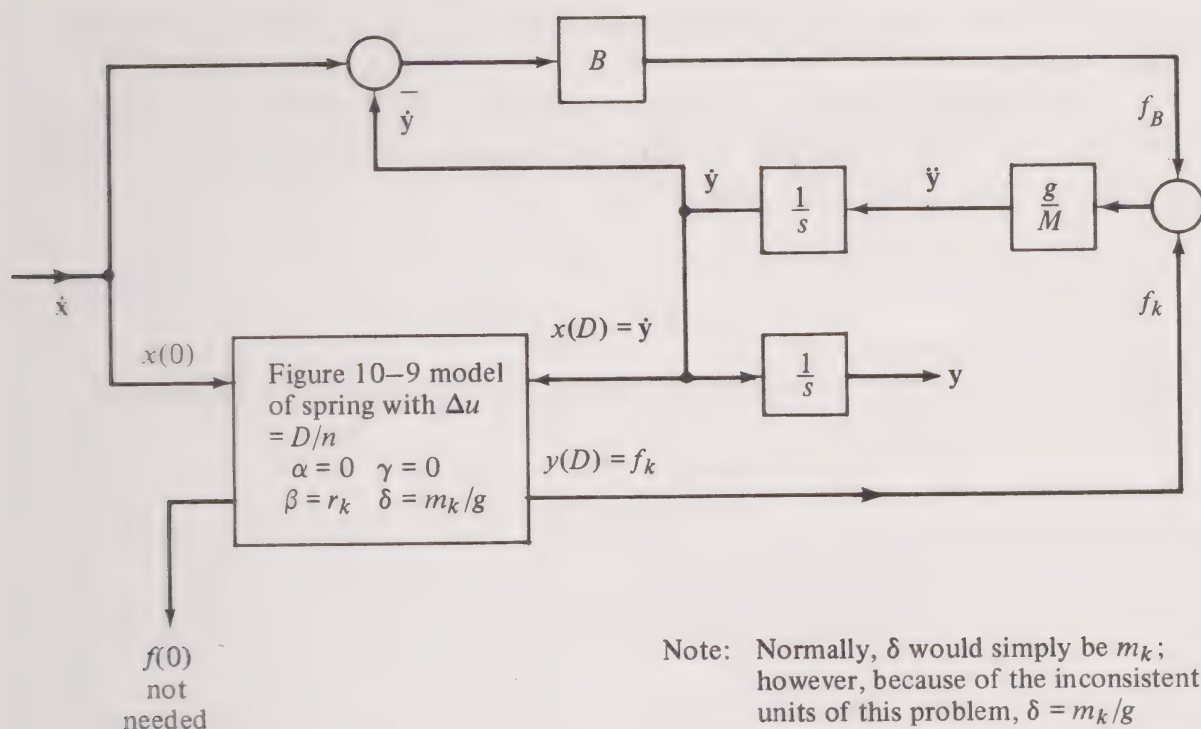 B
−
ẏ
f_B
ẏ
1/s
ÿ
g/M
ẋ
x(0)
x(D) = ẏ
f_k
Figure 10–9 model
of spring with Δu
= D/n
α = 0 γ = 0
β = r_k δ = m_k/g
1/s
y
y(D) = f_k
f(0)
not
needed
Note: Normally, δ would simply be m_k;
however, because of the inconsistent
units of this problem, δ = m_k/g